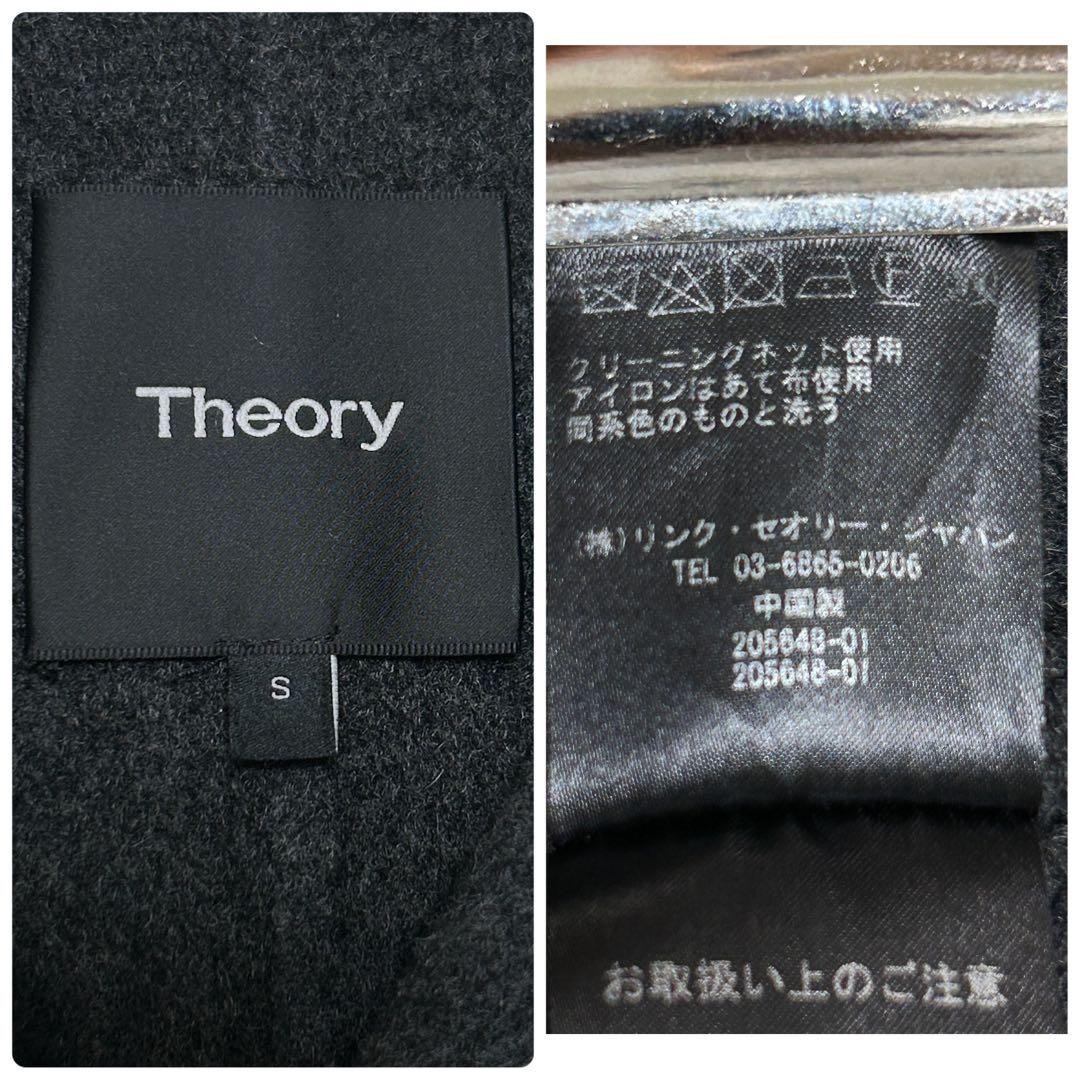 Theory
S
クリーニングネット使用
アイロンはあて布使用
同系色のものと洗う
(株)リンク・セオリー・ジャパン
TEL 03-6865-0206
中国製
205648-01
205648-01
お取扱い上のご注意